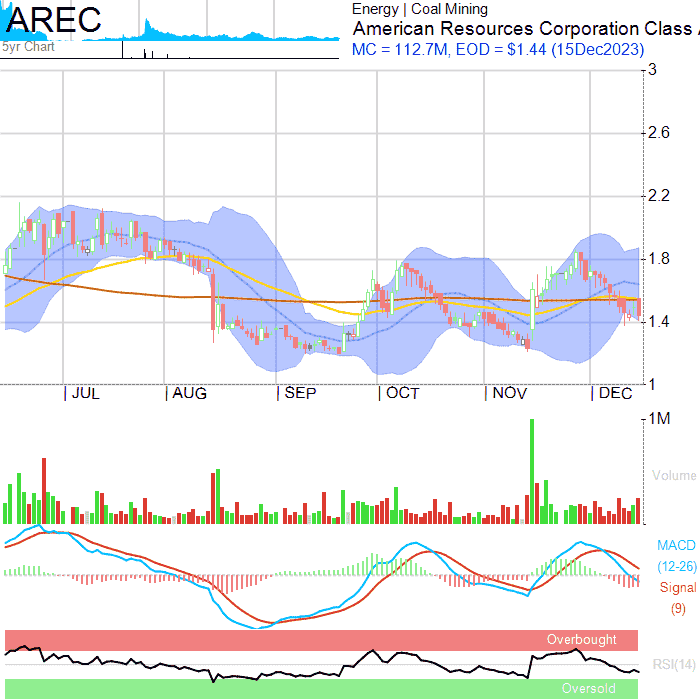 AREC
5yr Chart
Energy | Coal Mining
American Resources Corporation Class A
MC = 112.7M, EOD = $1.44 (15Dec2023)
3
2.6
2.2
1.8
1.4
1
JUL
AUG
SEP
OCT
NOV
DEC
1M
Volume
MACD
(12-26)
Signal
(9)
Overbought
RSI(14)
Oversold